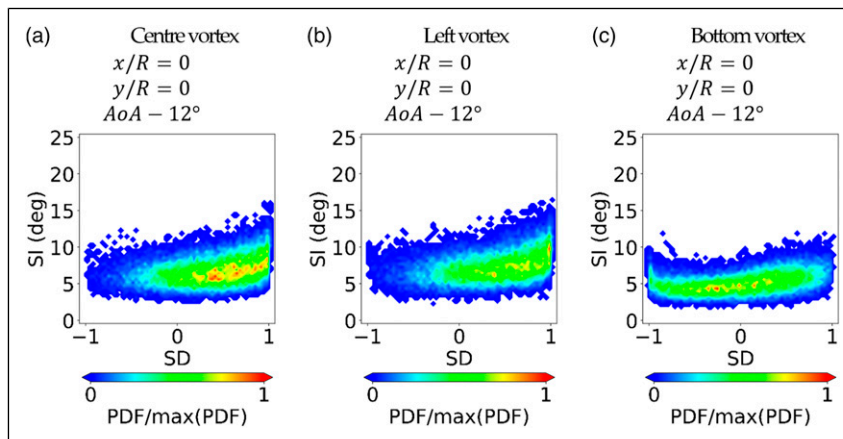 (a) Centre vortex
x/R = 0
y/R = 0
AoA − 12°
25
20
15
10
5
0
SI (deg)
−1 0 1
SD
0 1
PDF/max(PDF)
(b) Left vortex
x/R = 0
y/R = 0
AoA − 12°
25
20
15
10
5
0
SI (deg)
−1 0 1
SD
0 1
PDF/max(PDF)
(c) Bottom vortex
x/R = 0
y/R = 0
AoA − 12°
25
20
15
10
5
0
SI (deg)
−1 0 1
SD
0 1
PDF/max(PDF)